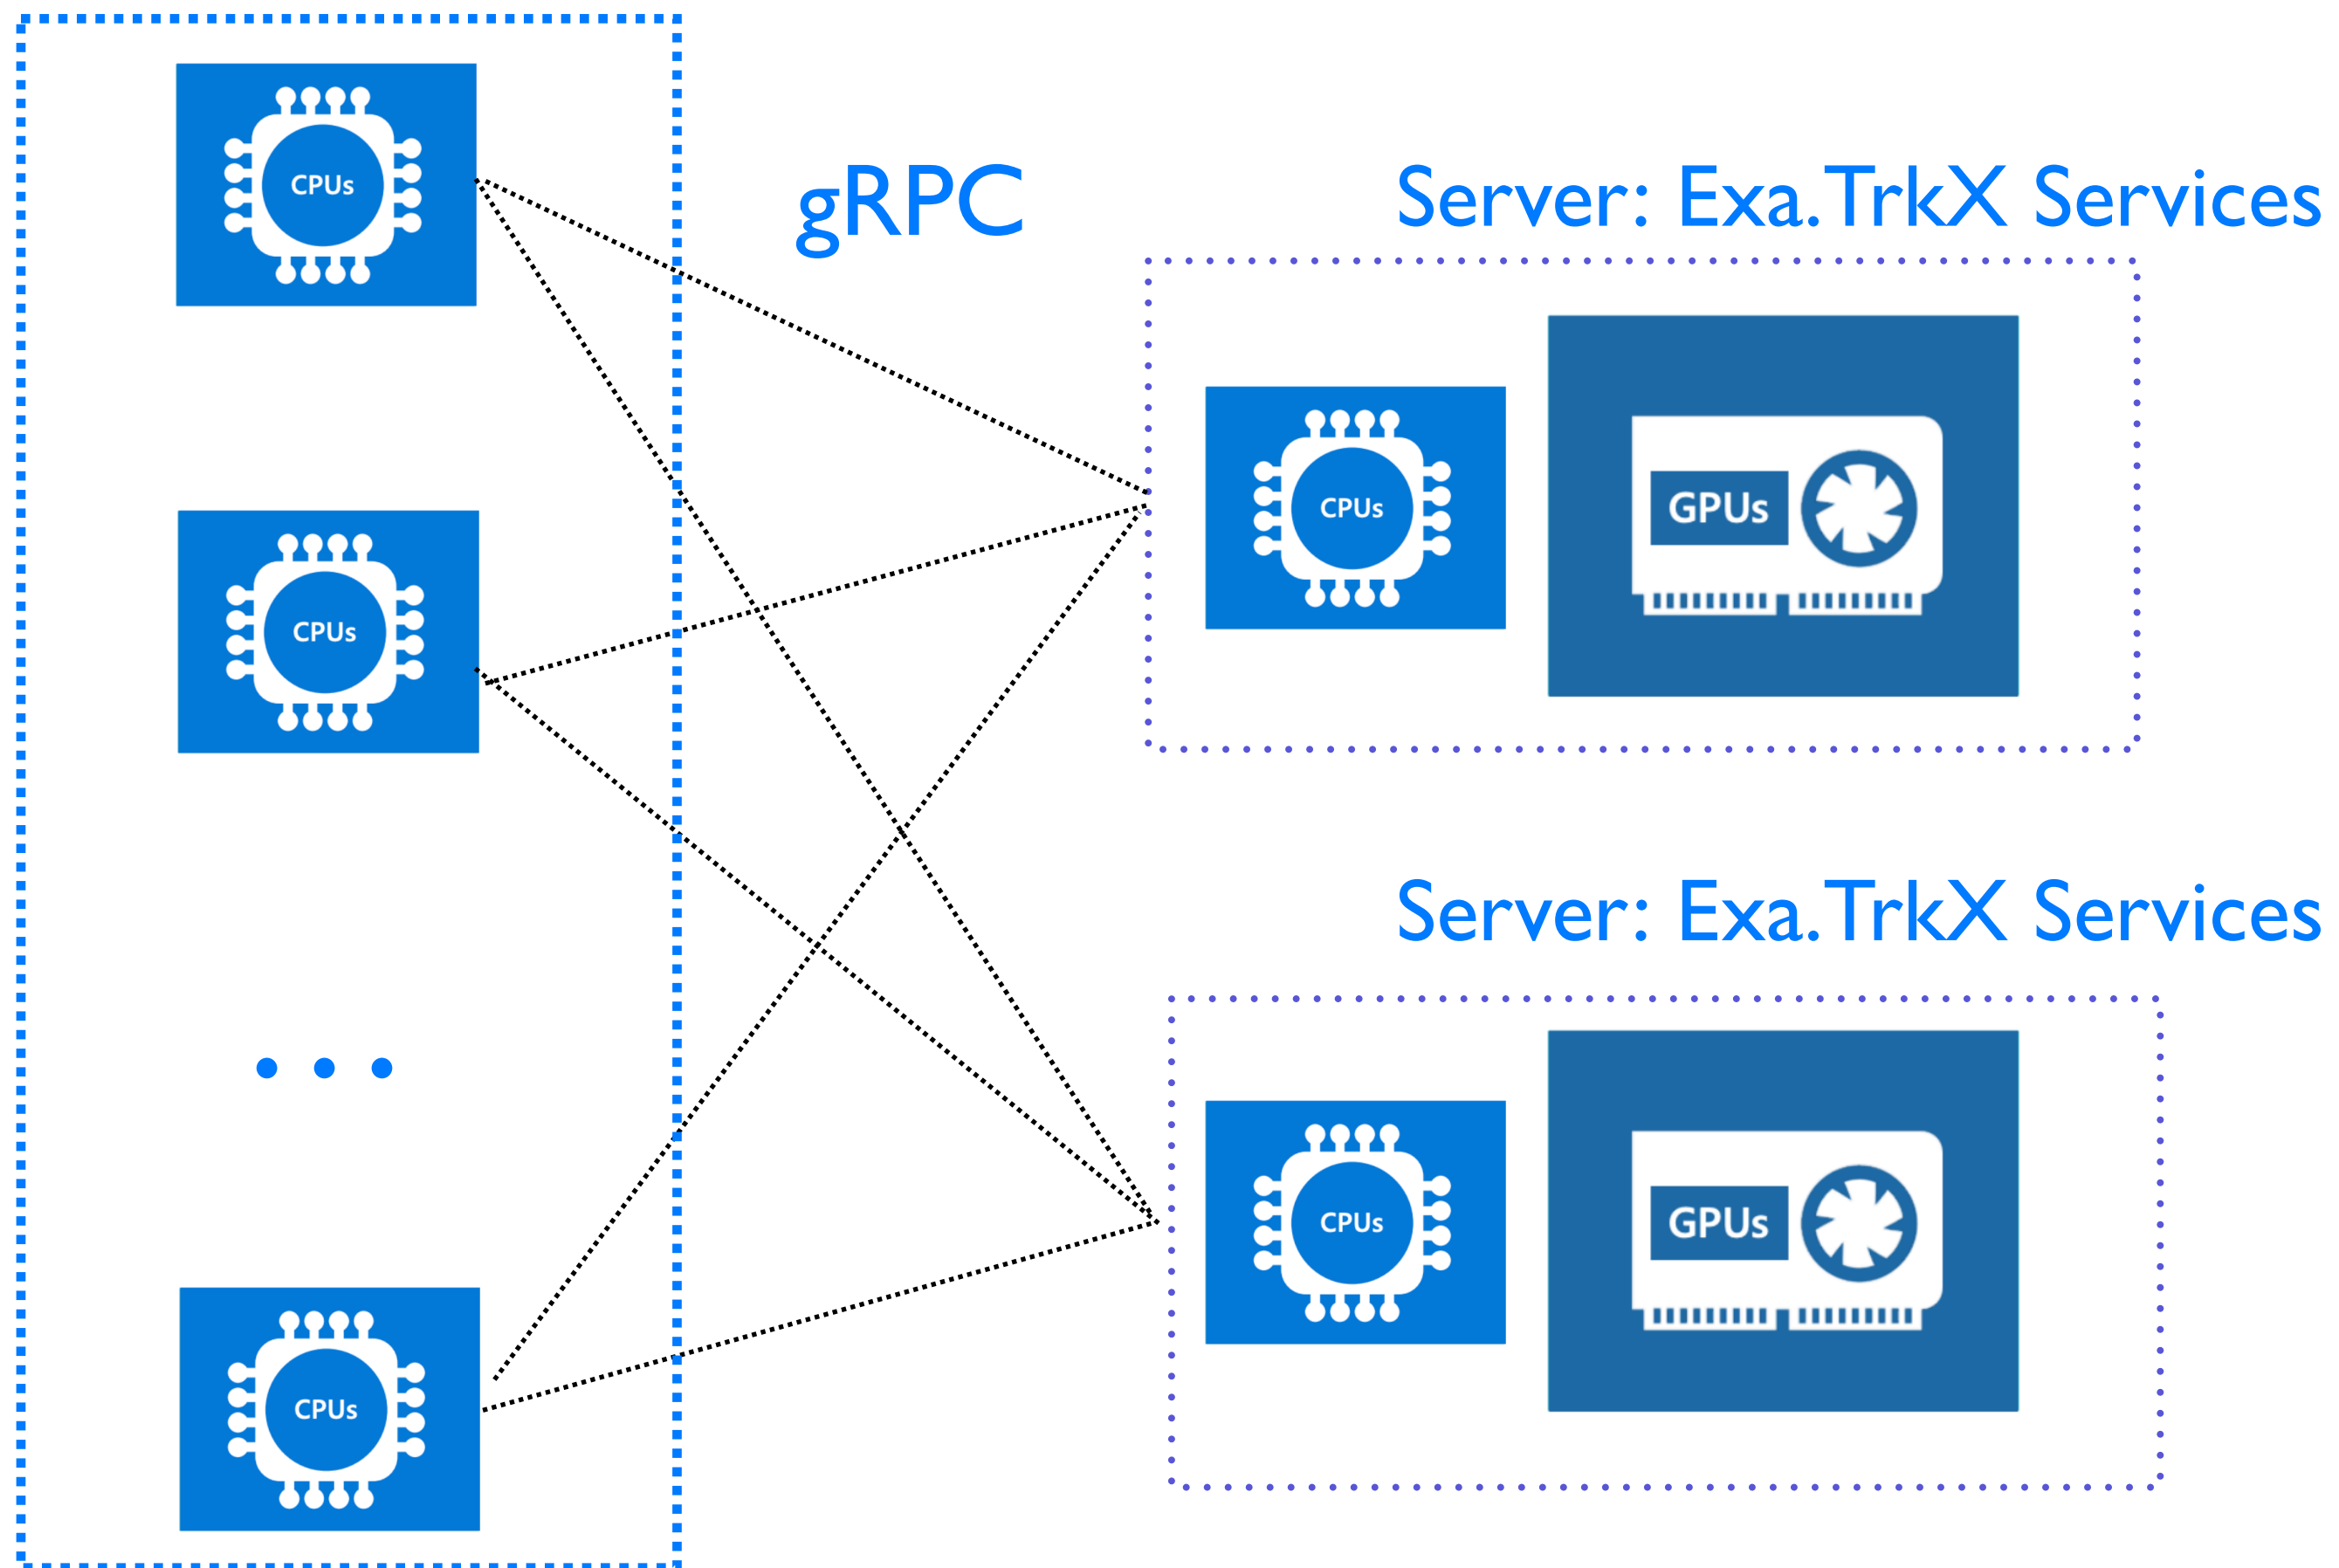 CPUs
gRPC
Server: Exa.TrkX Services
CPUs
GPUs
CPUs
. . .
Server: Exa.TrkX Services
CPUs
GPUs
CPUs